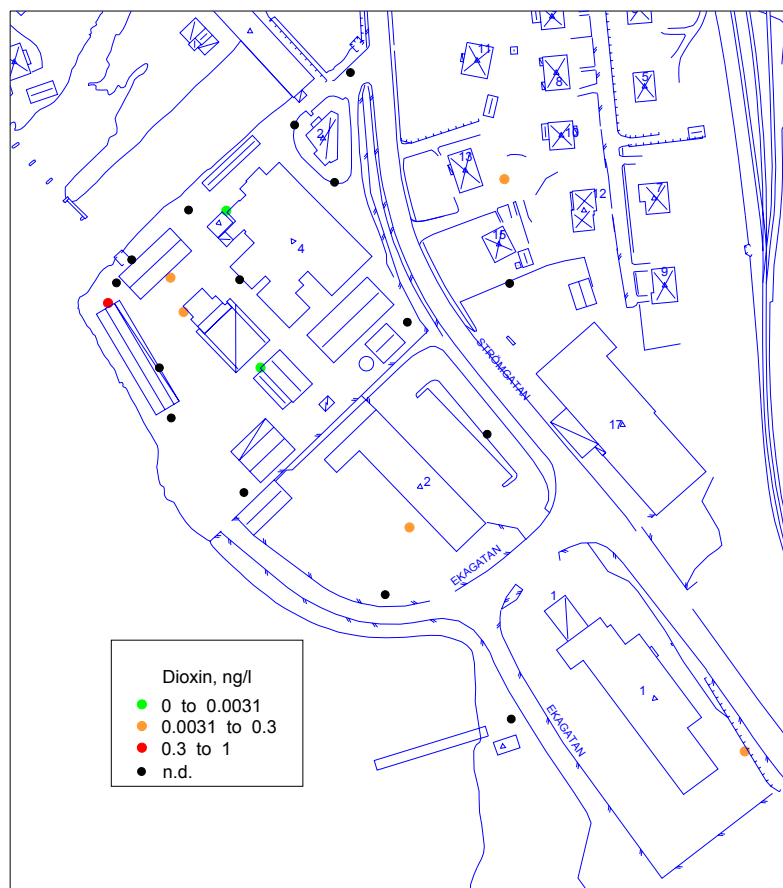 11
8
5
2
10
13
12
7
15
4
9
STRÖMGATAN
17
2
EKAGATAN
1
1
EKAGATAN
Dioxin, ng/l
0 to 0.0031
0.0031 to 0.3
0.3 to 1
n.d.